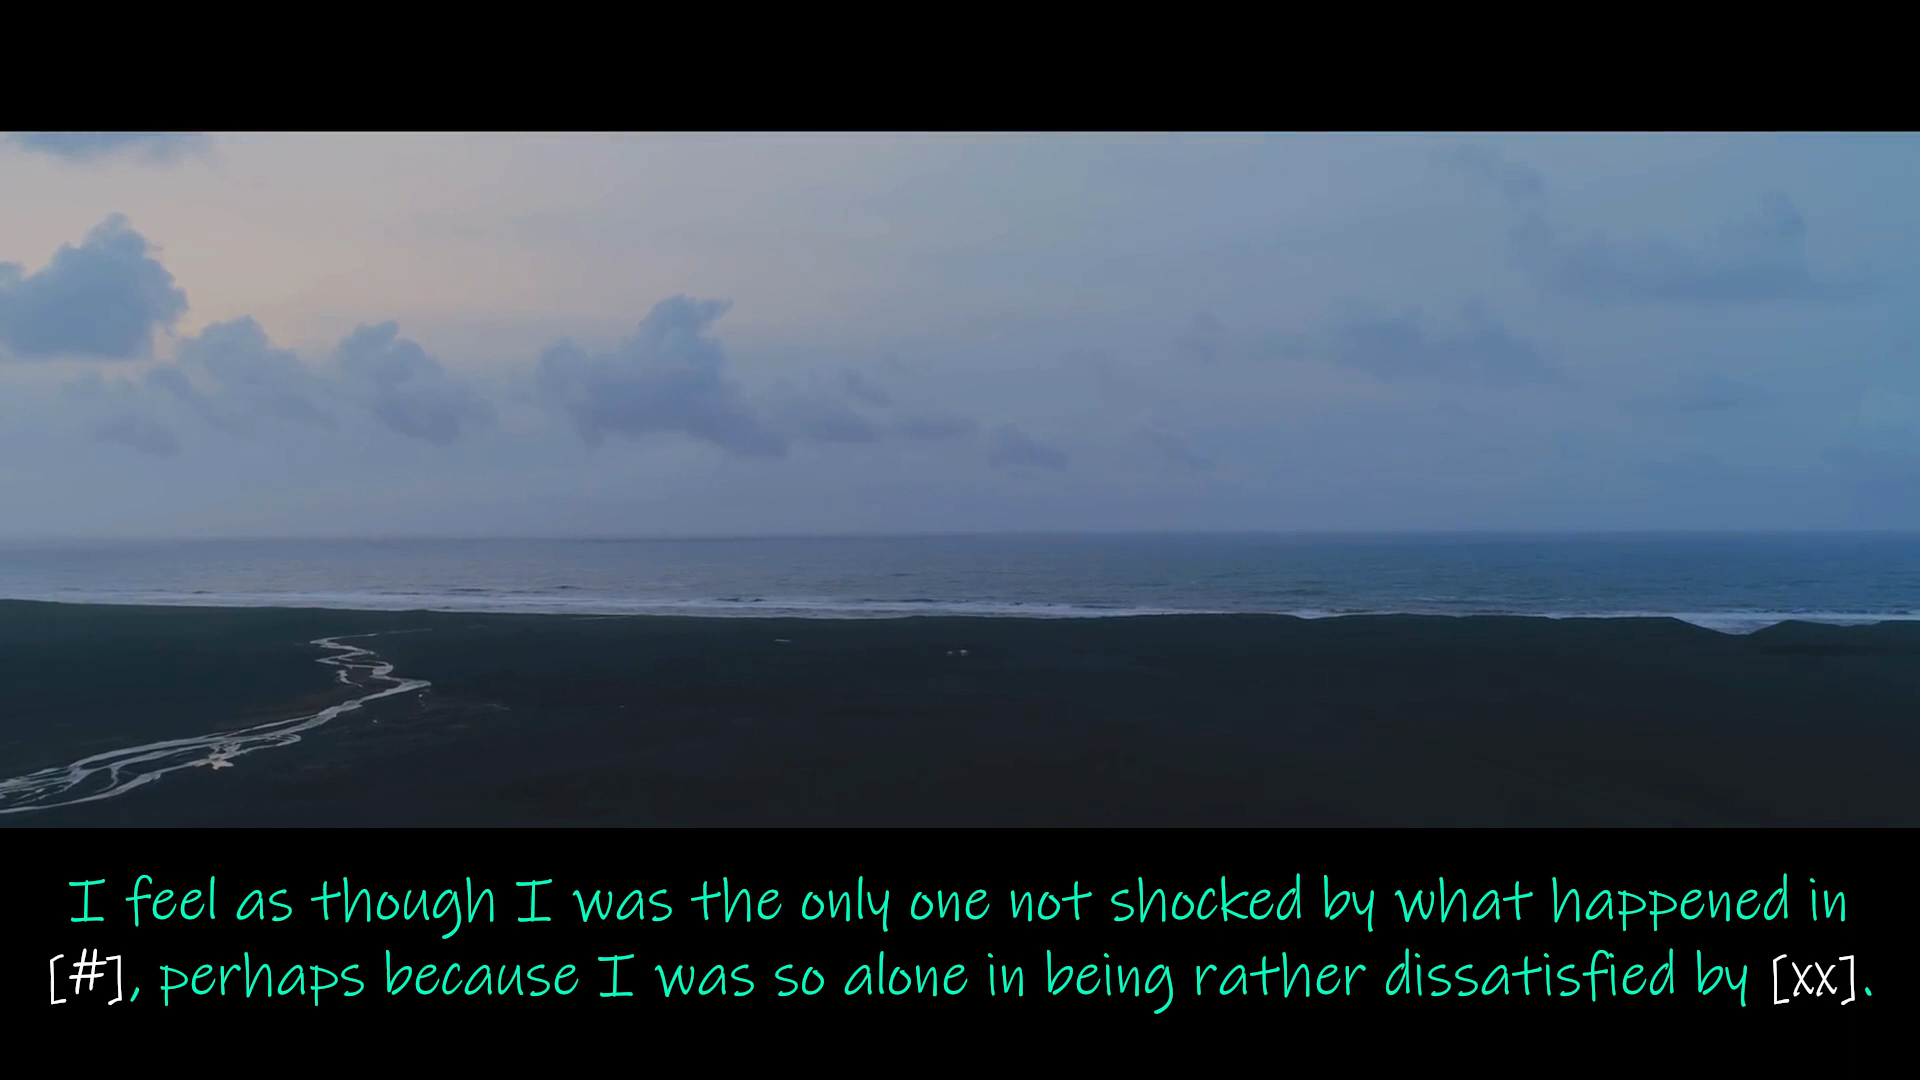 I feel as though I was the only one not shocked by what happened in
[#], perhaps because I was so alone in being rather dissatisfied by [xx].